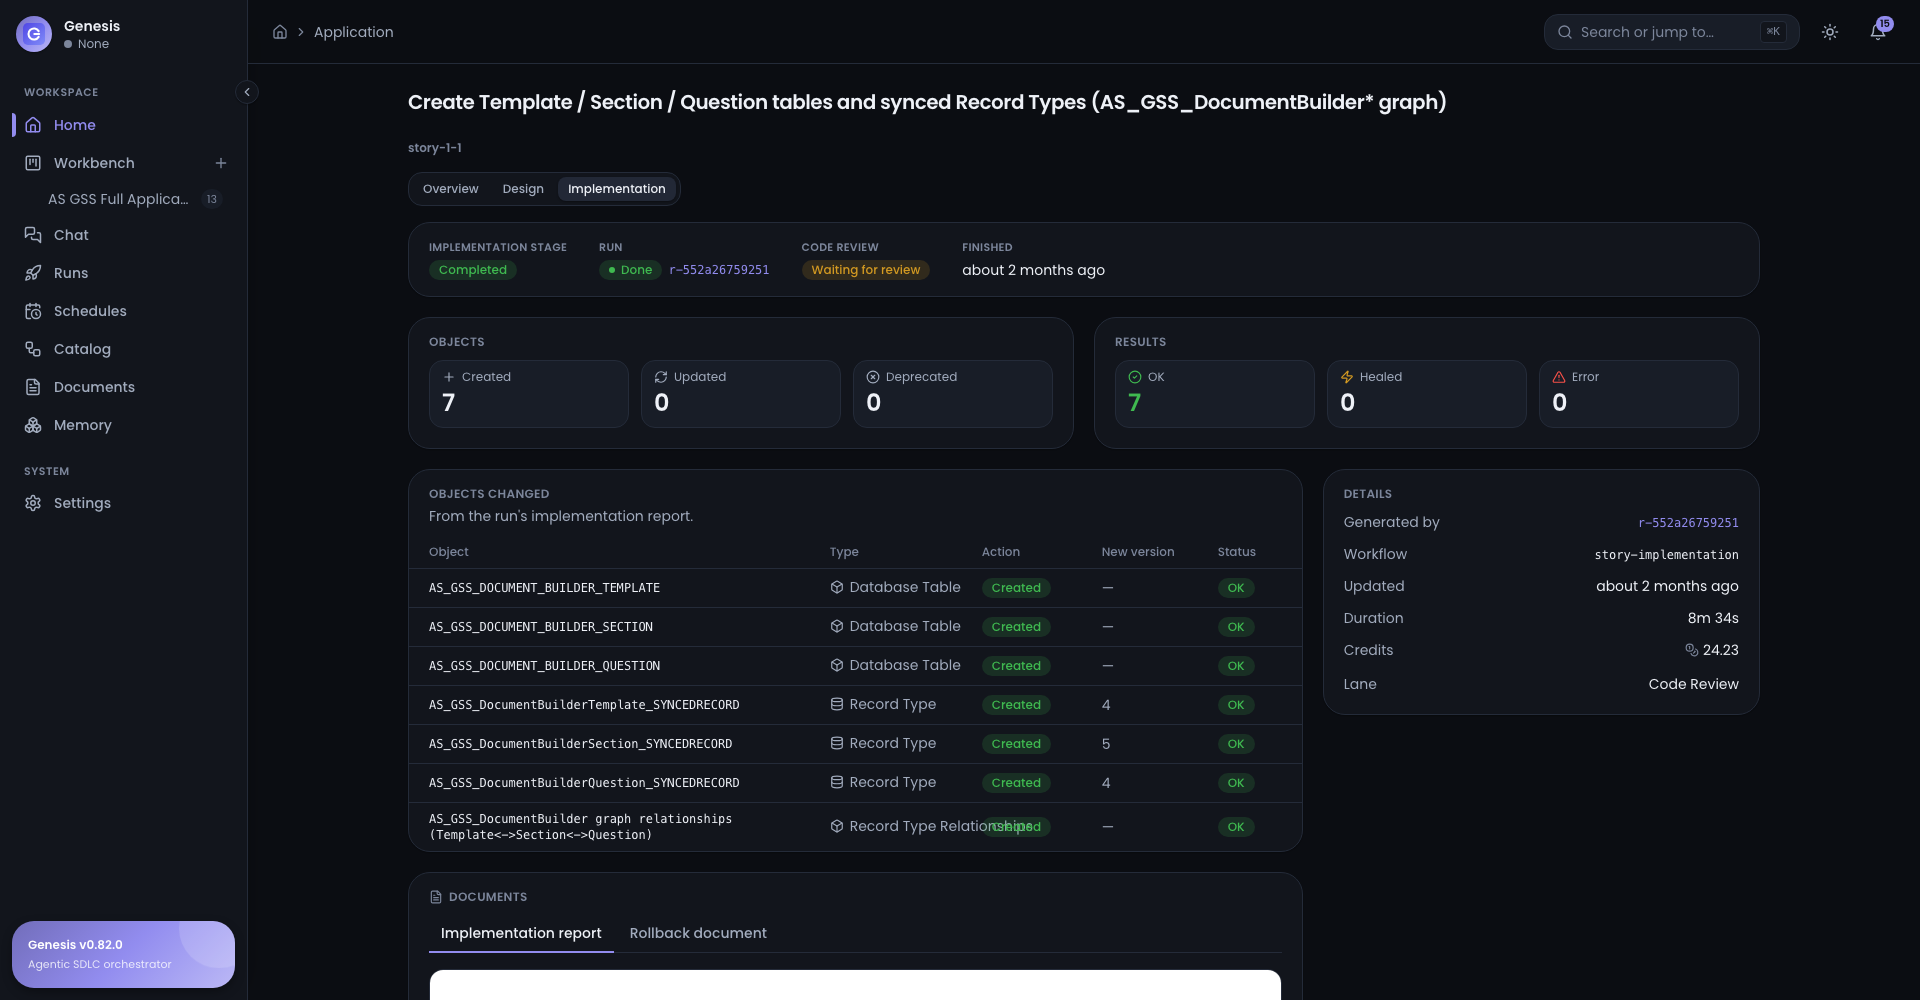 Genesis
None
WORKSPACE
Home
Workbench
AS GSS Full Applica... 13
Chat
Runs
Schedules
Catalog
Documents
Memory
SYSTEM
Settings
Genesis v0.82.0
Agentic SDLC orchestrator
Application
Search or jump to... ⌘K
15
Create Template / Section / Question tables and synced Record Types (AS_GSS_DocumentBuilder* graph)
story-1-1
Overview Design Implementation
IMPLEMENTATION STAGE RUN CODE REVIEW FINISHED
Completed Done r-552a26759251 Waiting for review about 2 months ago
OBJECTS
Created Updated Deprecated
7 0 0
RESULTS
OK Healed Error
7 0 0
OBJECTS CHANGED
From the run's implementation report.
Object Type Action New version Status
AS_GSS_DOCUMENT_BUILDER_TEMPLATE Database Table Created — OK
AS_GSS_DOCUMENT_BUILDER_SECTION Database Table Created — OK
AS_GSS_DOCUMENT_BUILDER_QUESTION Database Table Created — OK
AS_GSS_DocumentBuilderTemplate_SYNCEDRECORD Record Type Created 4 OK
AS_GSS_DocumentBuilderSection_SYNCEDRECORD Record Type Created 5 OK
AS_GSS_DocumentBuilderQuestion_SYNCEDRECORD Record Type Created 4 OK
AS_GSS_DocumentBuilder graph relationships
(Template<->Section<->Question) Record Type Relationships Created — OK
DETAILS
Generated by r-552a26759251
Workflow story-implementation
Updated about 2 months ago
Duration 8m 34s
Credits 24.23
Lane Code Review
DOCUMENTS
Implementation report Rollback document